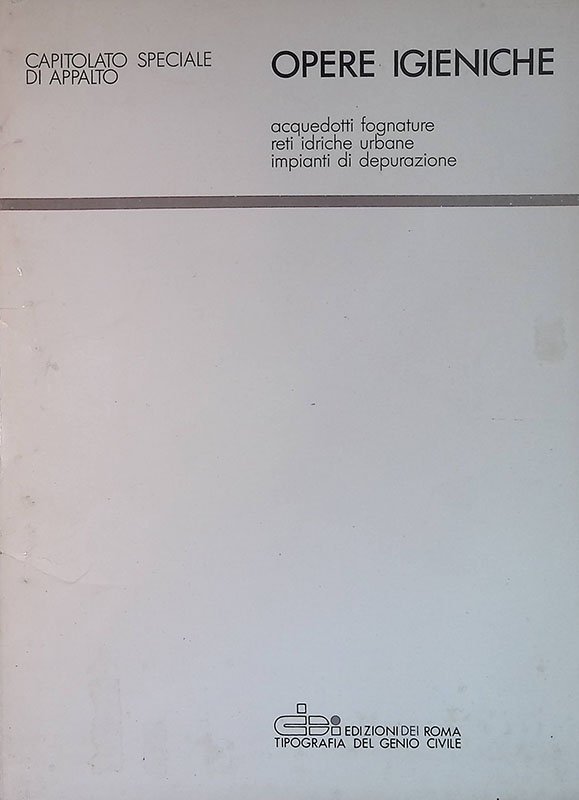 CAPITOLATO SPECIALE
DI APPALTO
OPERE IGIENICHE
acquedotti fognature
reti idriche urbane
impianti di depurazione
EDIZIONI DEI ROMA
TIPOGRAFIA DEL GENIO CIVILE